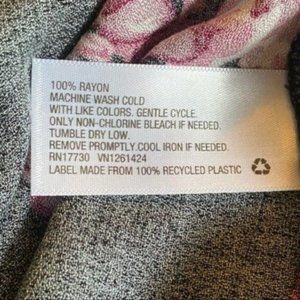 100% RAYON
MACHINE WASH COLD
WITH LIKE COLORS. GENTLE CYCLE.
ONLY NON-CHLORINE BLEACH IF NEEDED.
TUMBLE DRY LOW.
REMOVE PROMPTLY.COOL IRON IF NEEDED.
RN17730 VN1261424
LABEL MADE FROM 100% RECYCLED PLASTIC